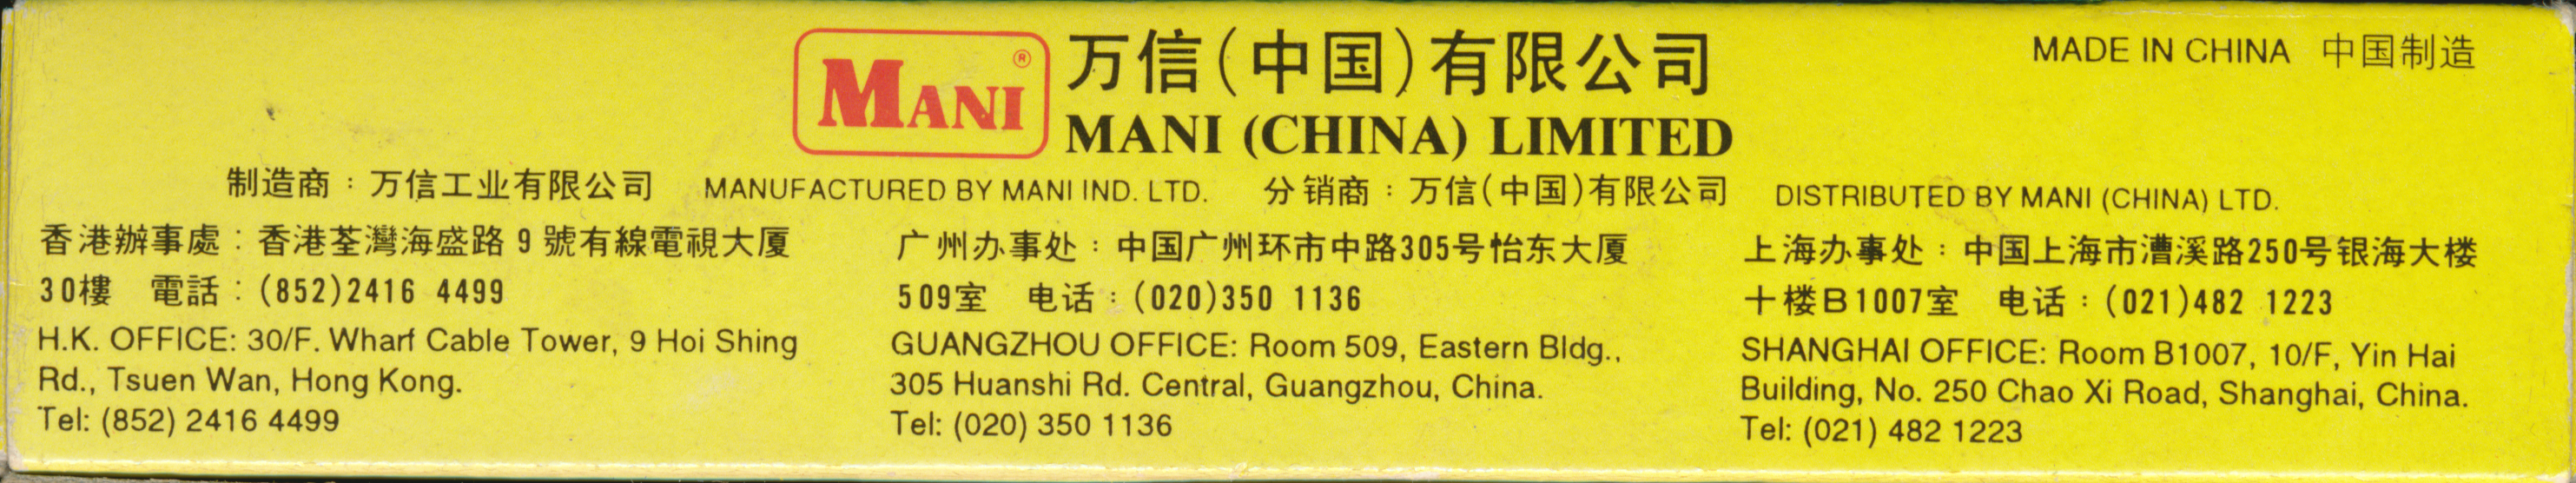 MANI®
万信(中国)有限公司
MANI (CHINA) LIMITED
MADE IN CHINA 中国制造
制造商：万信工业有限公司 MANUFACTURED BY MANI IND. LTD. 分销商：万信(中国)有限公司 DISTRIBUTED BY MANI (CHINA) LTD.
香港辦事處：香港荃灣海盛路9號有線電視大厦
30樓 電話：(852)2416 4499
H.K. OFFICE: 30/F. Wharf Cable Tower, 9 Hoi Shing
Rd., Tsuen Wan, Hong Kong.
Tel: (852) 2416 4499
广州办事处：中国广州环市中路305号怡东大厦
509室 电话：(020)350 1136
GUANGZHOU OFFICE: Room 509, Eastern Bldg.,
305 Huanshi Rd. Central, Guangzhou, China.
Tel: (020) 350 1136
上海办事处：中国上海市漕溪路250号银海大楼
十楼B1007室 电话：(021)482 1223
SHANGHAI OFFICE: Room B1007, 10/F, Yin Hai
Building, No. 250 Chao Xi Road, Shanghai, China.
Tel: (021) 482 1223